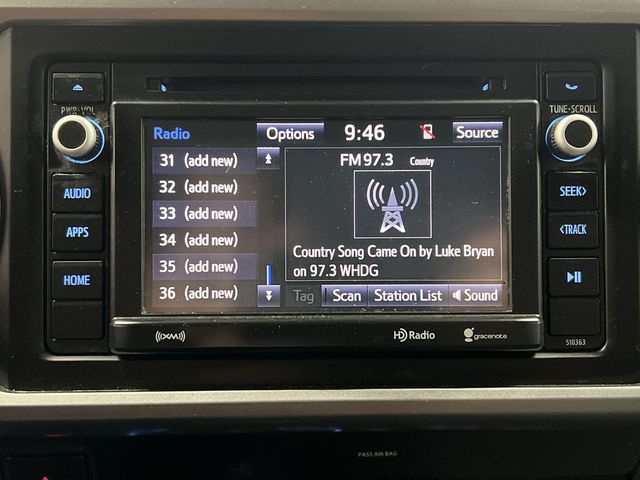 PWR•VOL
TUNE•SCROLL
Radio
Options
9:46
Source
31 (add new)
32 (add new)
33 (add new)
34 (add new)
35 (add new)
36 (add new)
FM 97.3 Country
Country Song Came On by Luke Bryan
on 97.3 WHDG
Tag
Scan
Station List
Sound
AUDIO
APPS
HOME
SEEK>
<TRACK
((XM))
HD Radio
gracenote
510363
PASS AIR BAG